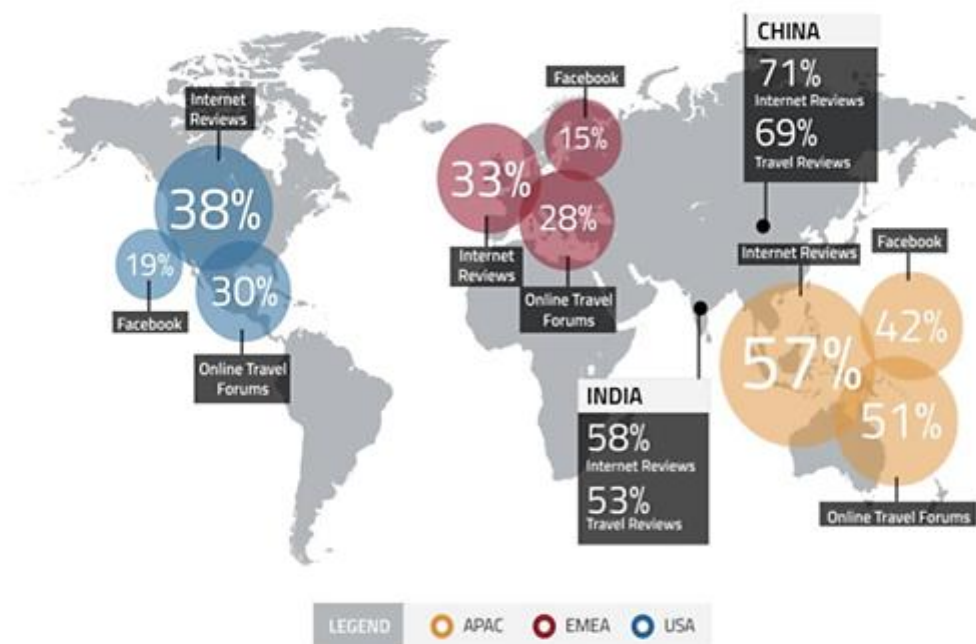 Internet
Reviews
38%
19%
Facebook
30%
Online Travel
Forums
Facebook
15%
33%
28%
Internet
Reviews
Online Travel
Forums
CHINA
71%
Internet Reviews
69%
Travel Reviews
INDIA
58%
Internet Reviews
53%
Travel Reviews
Internet Reviews
Facebook
57%
42%
51%
Online Travel Forums
LEGEND
APAC
EMEA
USA